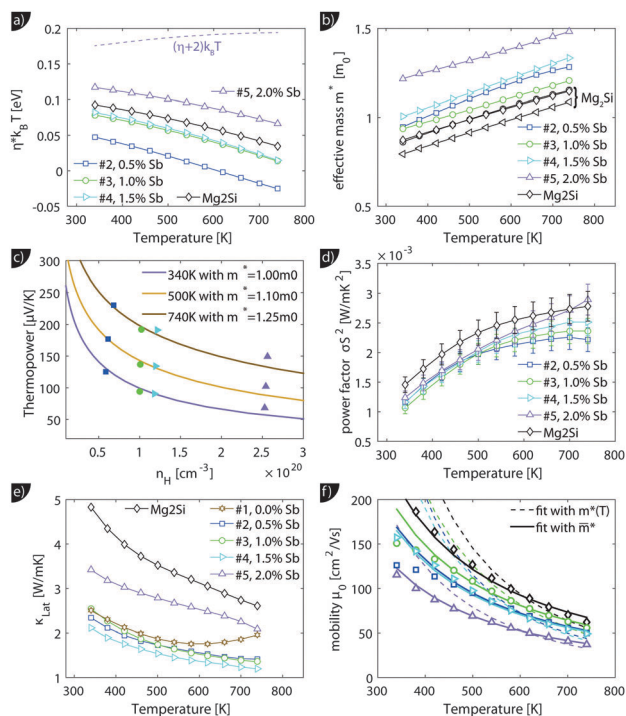 a)
0.2
0.15
0.1
0.05
0
-0.05
η*k_B T [eV]
(η+2)k_BT
#5, 2.0% Sb
#2, 0.5% Sb
#3, 1.0% Sb
#4, 1.5% Sb
Mg2Si
400 500 600 700 800
Temperature [K]
b)
1.5
1
0.5
effective mass m* [m₀]
Mg₂Si
#2, 0.5% Sb
#3, 1.0% Sb
#4, 1.5% Sb
#5, 2.0% Sb
Mg2Si
400 500 600 700 800
Temperature [K]
c)
300
250
200
150
100
50
Thermopower [µV/K]
340K with m*=1.00m0
500K with m*=1.10m0
740K with m*=1.25m0
0.5 1 1.5 2 2.5 3
n_H [cm⁻³]
× 10²⁰
d)
× 10⁻³
3.5
3
2.5
2
1.5
1
0.5
power factor σS² [W/mK²]
#2, 0.5% Sb
#3, 1.0% Sb
#4, 1.5% Sb
#5, 2.0% Sb
Mg2Si
400 500 600 700 800
Temperature [K]
e)
5
4
3
2
1
κ_Lat [W/mK]
Mg2Si
#1, 0.0% Sb
#2, 0.5% Sb
#3, 1.0% Sb
#4, 1.5% Sb
#5, 2.0% Sb
400 500 600 700 800
Temperature [K]
f)
200
150
100
50
0
mobility µ₀ [cm²/Vs]
fit with m*(T)
fit with m̅*
400 500 600 700 800
Temperature [K]